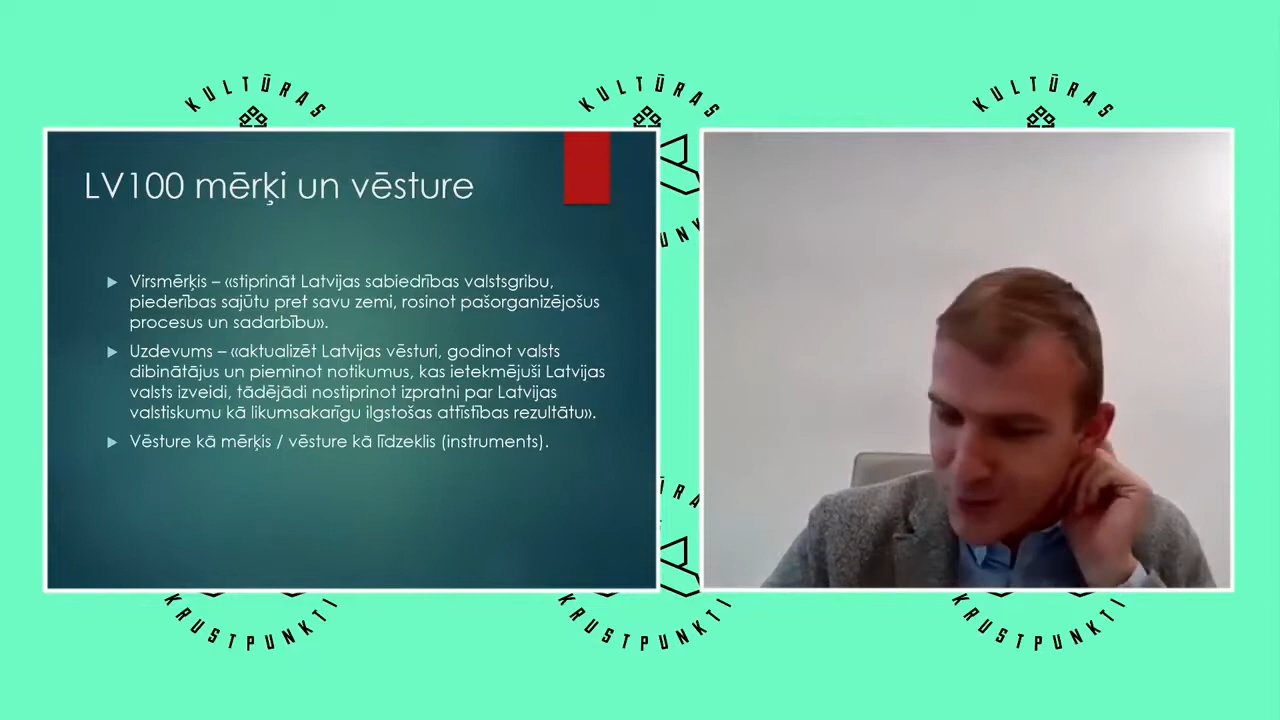 KULTŪRAS
KULTŪRAS
KULTŪRAS
LV100 mērķi un vēsture
Virsmērķis – «stiprināt Latvijas sabiedrības valstsgribu,
piederības sajūtu pret savu zemi, rosinot pašorganizējošus
procesus un sadarbību».
Uzdevums – «aktualizēt Latvijas vēsturi, godinot valsts
dibinātājus un pieminot notikumus, kas ietekmējuši Latvijas
valsts izveidi, tādējādi nostiprinot izpratni par Latvijas
valstiskumu kā likumsakarīgu ilgstošas attīstības rezultātu».
Vēsture kā mērķis / vēsture kā līdzeklis (instruments).
KRUSTPUNKTI
KRUSTPUNKTI
KRUSTPUNKTI